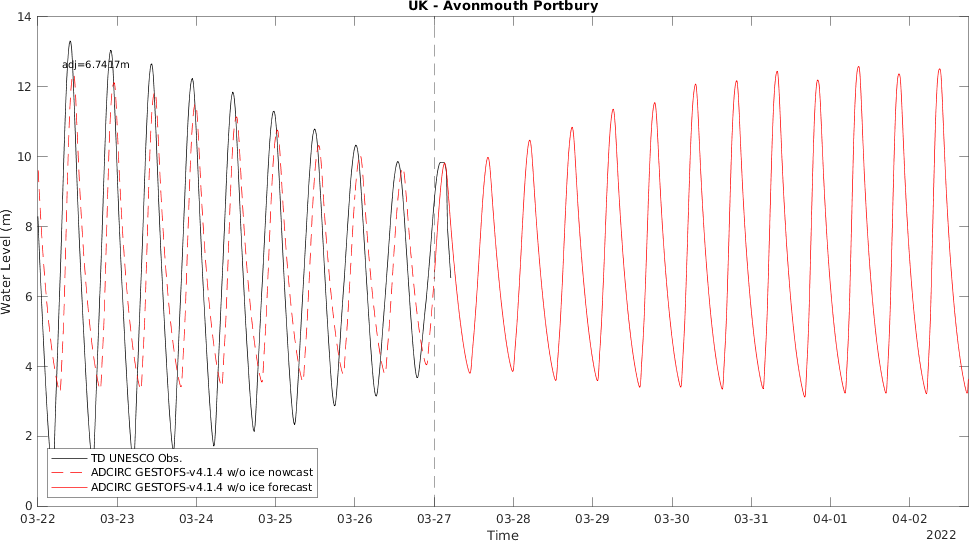 UK - Avonmouth Portbury
14
12
10
8
6
4
2
0
Water Level (m)
adj=6.7417m
TD UNESCO Obs.
ADCIRC GESTOFS-v4.1.4 w/o ice nowcast
ADCIRC GESTOFS-v4.1.4 w/o ice forecast
03-22 03-23 03-24 03-25 03-26 03-27 03-28 03-29 03-30 03-31 04-01 04-02
Time
2022